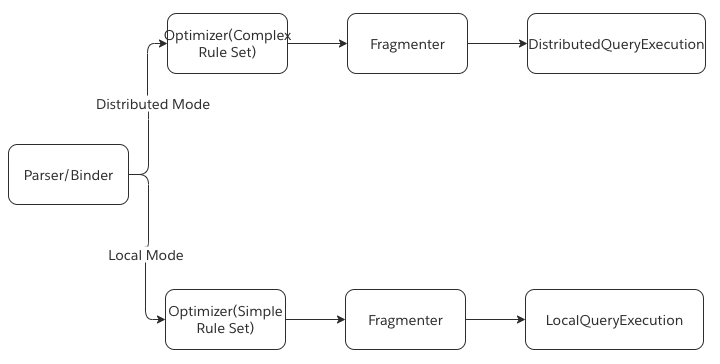 Optimizer(Complex
Rule Set)
Fragmenter
DistributedQueryExecution
Distributed Mode
Parser/Binder
Local Mode
Optimizer(Simple
Rule Set)
Fragmenter
LocalQueryExecution